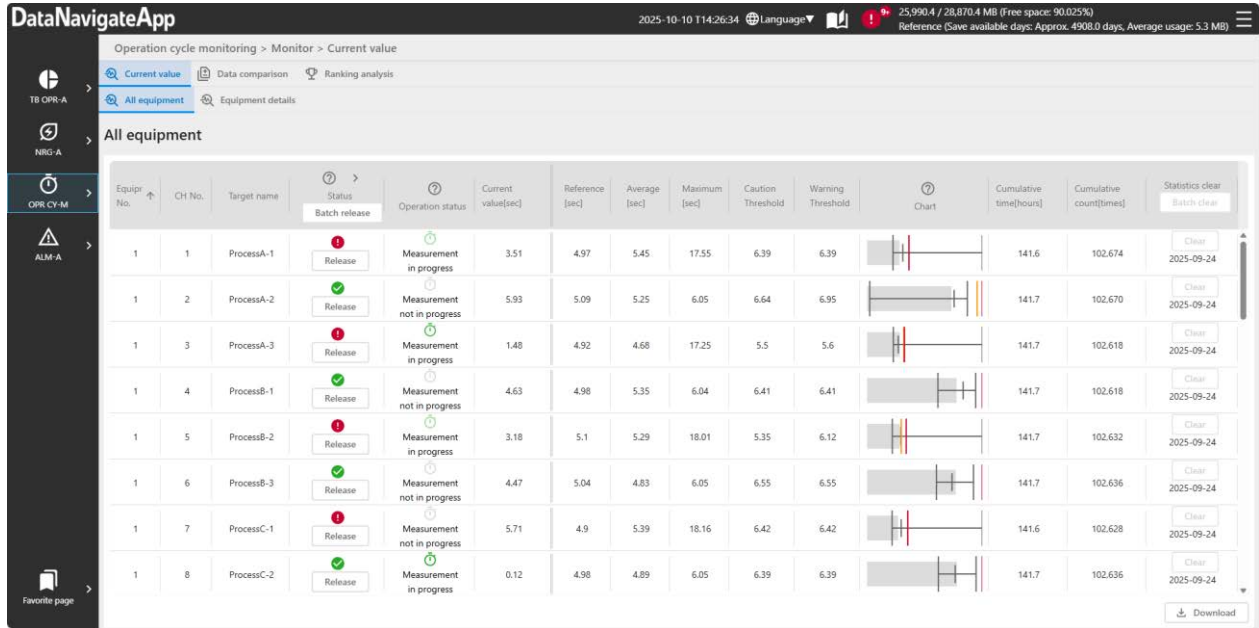 DataNavigateApp
2025-10-10 T14:26:34 Language▼ 9+ 25,990.4 / 28,870.4 MB (Free space: 90.025%)
Reference (Save available days: Approx. 4908.0 days, Average usage: 5.3 MB)
Operation cycle monitoring > Monitor > Current value
Current value Data comparison Ranking analysis
All equipment Equipment details
TB OPR-A
NRG-A
OPR CY-M
ALM-A
Favorite page
All equipment
Equipr No. CH No. Target name Status Batch release Operation status Current value[sec] Reference [sec] Average [sec] Maximum [sec] Caution Threshold Warning Threshold Chart Cumulative time[hours] Cumulative count[times] Statistics clear Batch clear
1 1 ProcessA-1 Release Measurement in progress 3.51 4.97 5.45 17.55 6.39 6.39 141.6 102,674 Clear 2025-09-24
1 2 ProcessA-2 Release Measurement not in progress 5.93 5.09 5.25 6.05 6.64 6.95 141.7 102,670 Clear 2025-09-24
1 3 ProcessA-3 Release Measurement in progress 1.48 4.92 4.68 17.25 5.5 5.6 141.7 102,618 Clear 2025-09-24
1 4 ProcessB-1 Release Measurement not in progress 4.63 4.98 5.35 6.04 6.41 6.41 141.7 102,618 Clear 2025-09-24
1 5 ProcessB-2 Release Measurement in progress 3.18 5.1 5.29 18.01 5.35 6.12 141.7 102,632 Clear 2025-09-24
1 6 ProcessB-3 Release Measurement not in progress 4.47 5.04 4.83 6.05 6.55 6.55 141.7 102,636 Clear 2025-09-24
1 7 ProcessC-1 Release Measurement not in progress 5.71 4.9 5.39 18.16 6.42 6.42 141.6 102,628 Clear 2025-09-24
1 8 ProcessC-2 Release Measurement in progress 0.12 4.98 4.89 6.05 6.39 6.39 141.7 102,636 Clear 2025-09-24
Download